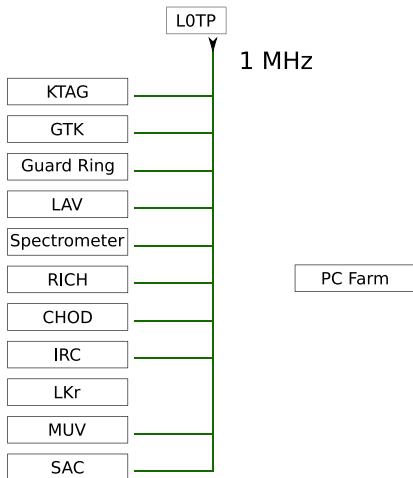 L0TP
1 MHz
KTAG
GTK
Guard Ring
LAV
Spectrometer
RICH
PC Farm
CHOD
IRC
LKr
MUV
SAC